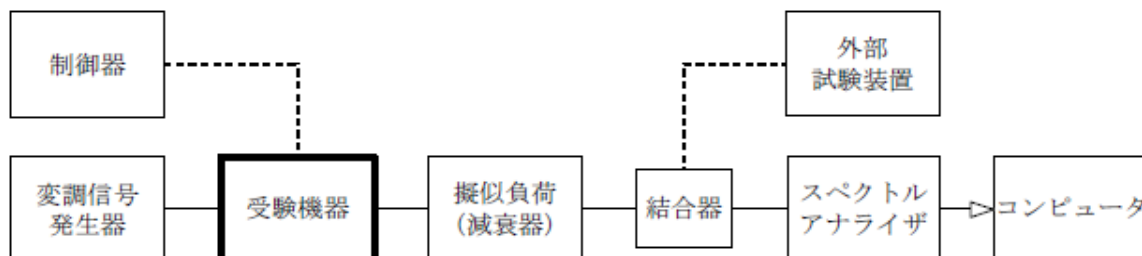 制御器
外部
試験装置
変調信号
発生器
受験機器
擬似負荷
(減衰器)
結合器
スペクトル
アナライザ
コンピュータ